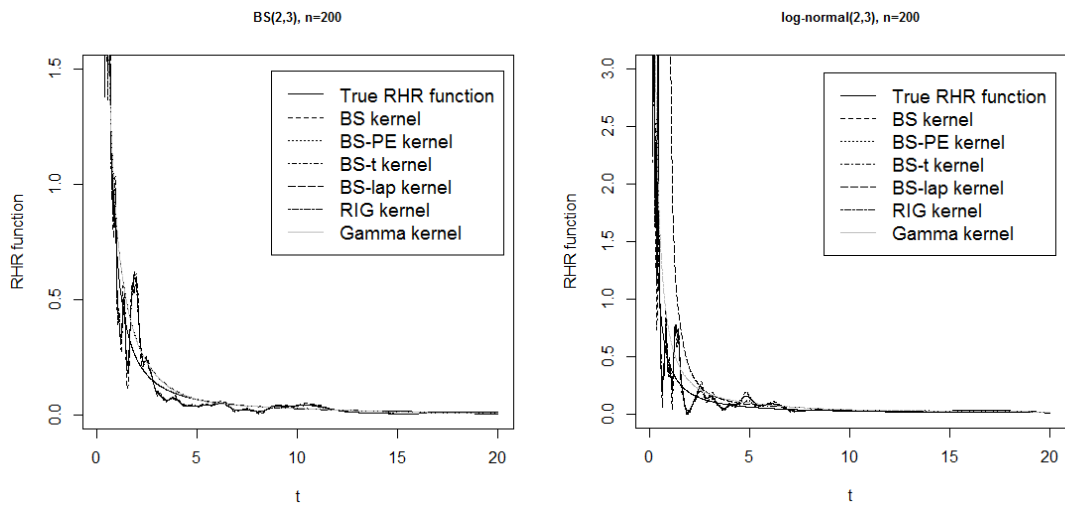 BS(2,3), n=200
RHR function
1.5
1.0
0.5
0.0
True RHR function
BS kernel
BS-PE kernel
BS-t kernel
BS-lap kernel
RIG kernel
Gamma kernel
0 5 10 15 20
t
log-normal(2,3), n=200
RHR function
3.0
2.5
2.0
1.5
1.0
0.5
0.0
True RHR function
BS kernel
BS-PE kernel
BS-t kernel
BS-lap kernel
RIG kernel
Gamma kernel
0 5 10 15 20
t